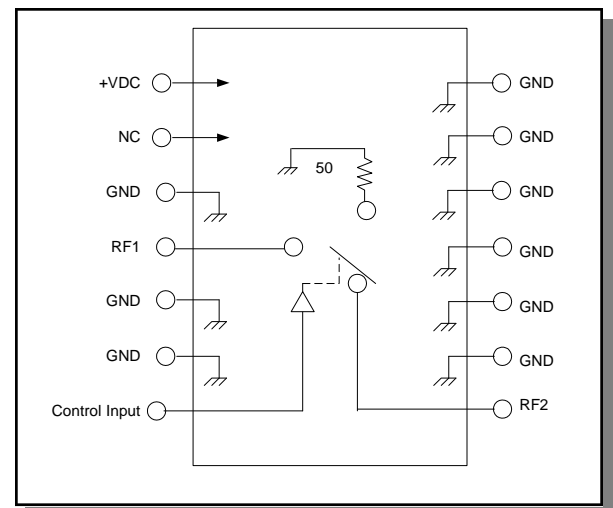 +VDC
NC
GND
RF1
GND
GND
Control Input
50
GND
GND
GND
GND
GND
GND
RF2